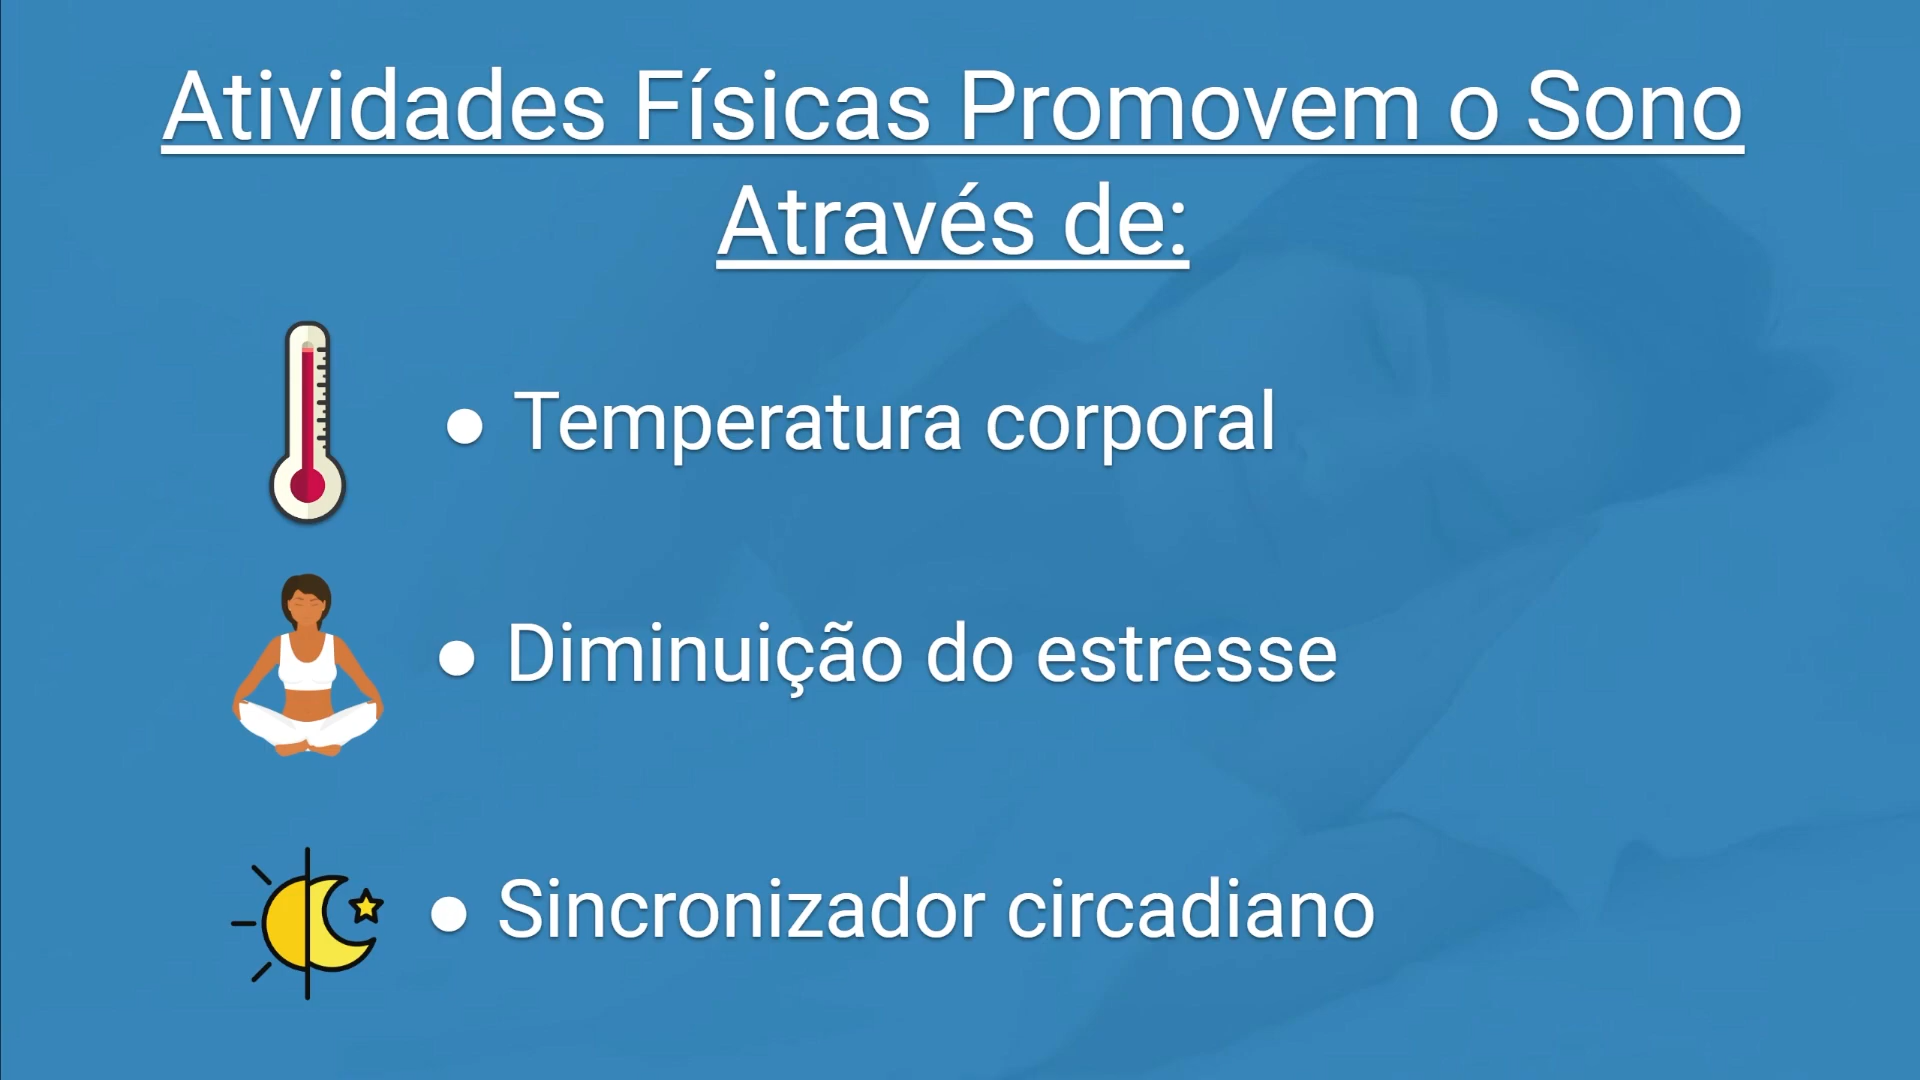 Atividades Físicas Promovem o Sono
Através de:
● Temperatura corporal
● Diminuição do estresse
● Sincronizador circadiano